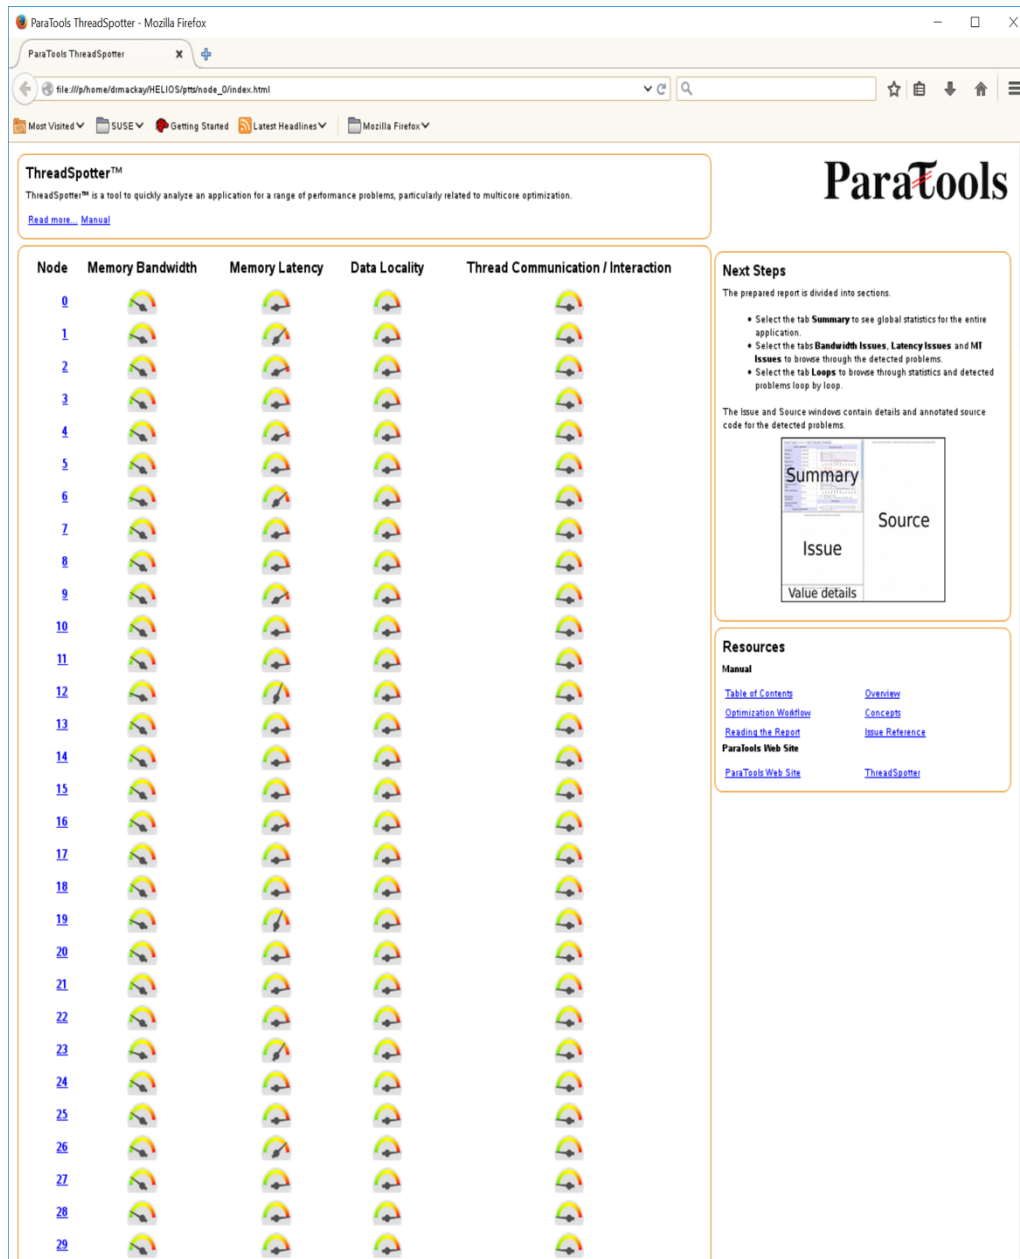 ParaTools ThreadSpotter - Mozilla Firefox
ParaTools ThreadSpotter
file:///p/home/drmackay/HELIOS/ptts/node_0/index.html
Most Visited SUSE Getting Started Latest Headlines Mozilla Firefox
ThreadSpotter™
ThreadSpotter™ is a tool to quickly analyze an application for a range of performance problems, particularly related to multicore optimization.
Read more... Manual
ParaTools
Node Memory Bandwidth Memory Latency Data Locality Thread Communication / Interaction
0
1
2
3
4
5
6
7
8
9
10
11
12
13
14
15
16
17
18
19
20
21
22
23
24
25
26
27
28
29
Next Steps
The prepared report is divided into sections.
• Select the tab Summary to see global statistics for the entire
application.
• Select the tabs Bandwidth Issues, Latency Issues and MT
Issues to browse through the detected problems.
• Select the tab Loops to browse through statistics and detected
problems loop by loop.
The Issue and Source windows contain details and annotated source
code for the detected problems.
Summary
Source
Issue
Value details
Resources
Manual
Table of Contents Overview
Optimization Workflow Concepts
Reading the Report Issue Reference
ParaTools Web Site
ParaTools Web Site ThreadSpotter